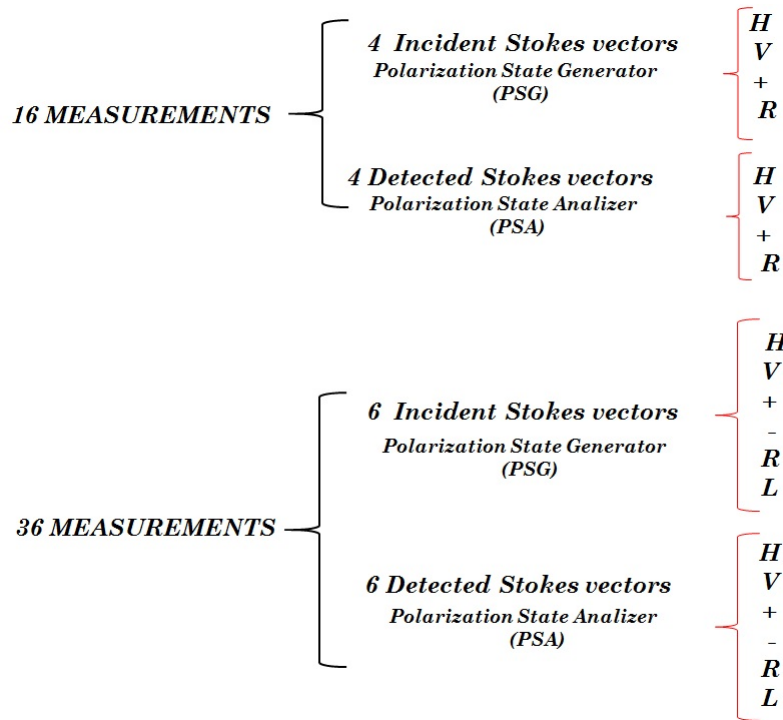 16 MEASUREMENTS
4 Incident Stokes vectors
Polarization State Generator
(PSG)
H
V
+
R
4 Detected Stokes vectors
Polarization State Analizer
(PSA)
H
V
+
R
36 MEASUREMENTS
6 Incident Stokes vectors
Polarization State Generator
(PSG)
H
V
+
-
R
L
6 Detected Stokes vectors
Polarization State Analizer
(PSA)
H
V
+
-
R
L